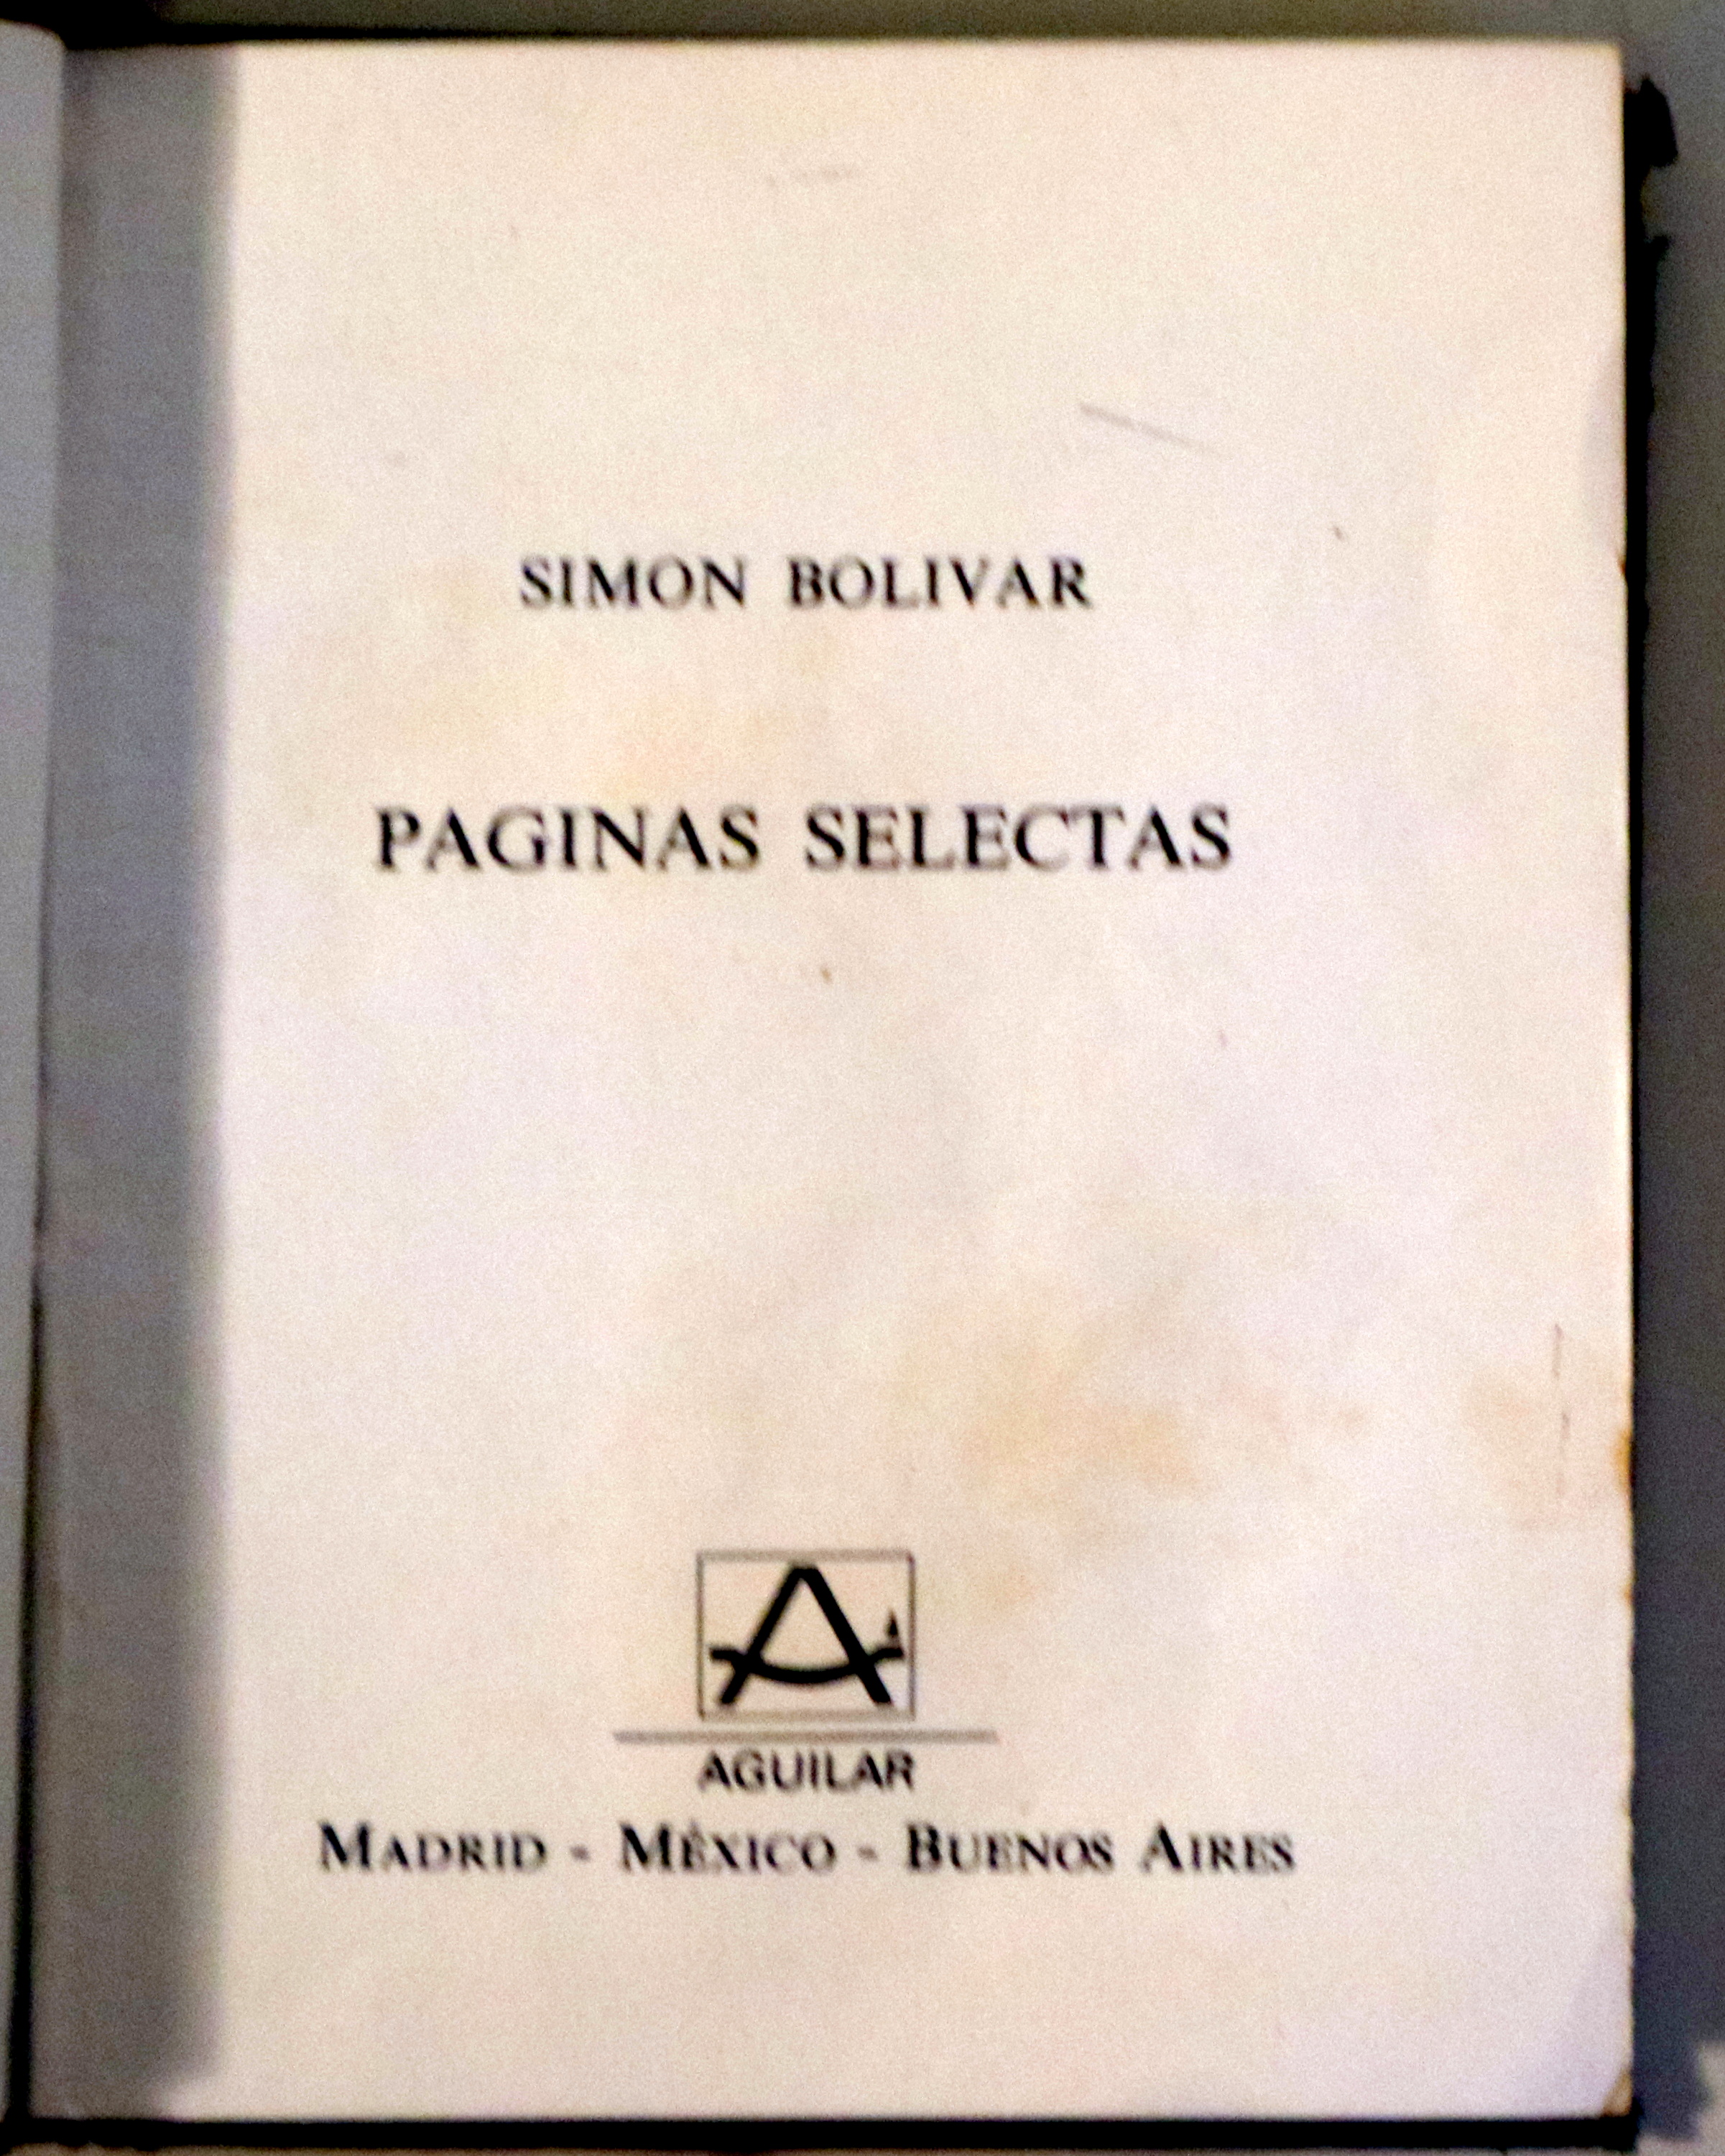 SIMON BOLIVAR
PAGINAS SELECTAS
A
AGUILAR
MADRID - MÉXICO - BUENOS AIRES